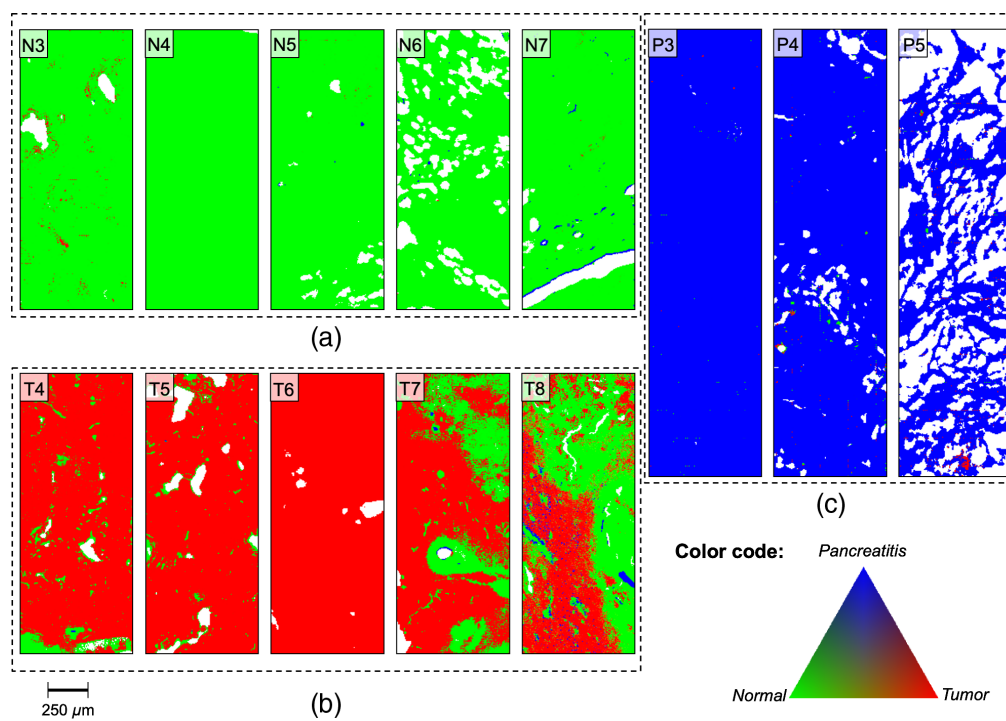 N3 N4 N5 N6 N7
(a)
P3 P4 P5
(c)
T4 T5 T6 T7 T8
(b)
250 µm
Color code:
Pancreatitis
Normal
Tumor